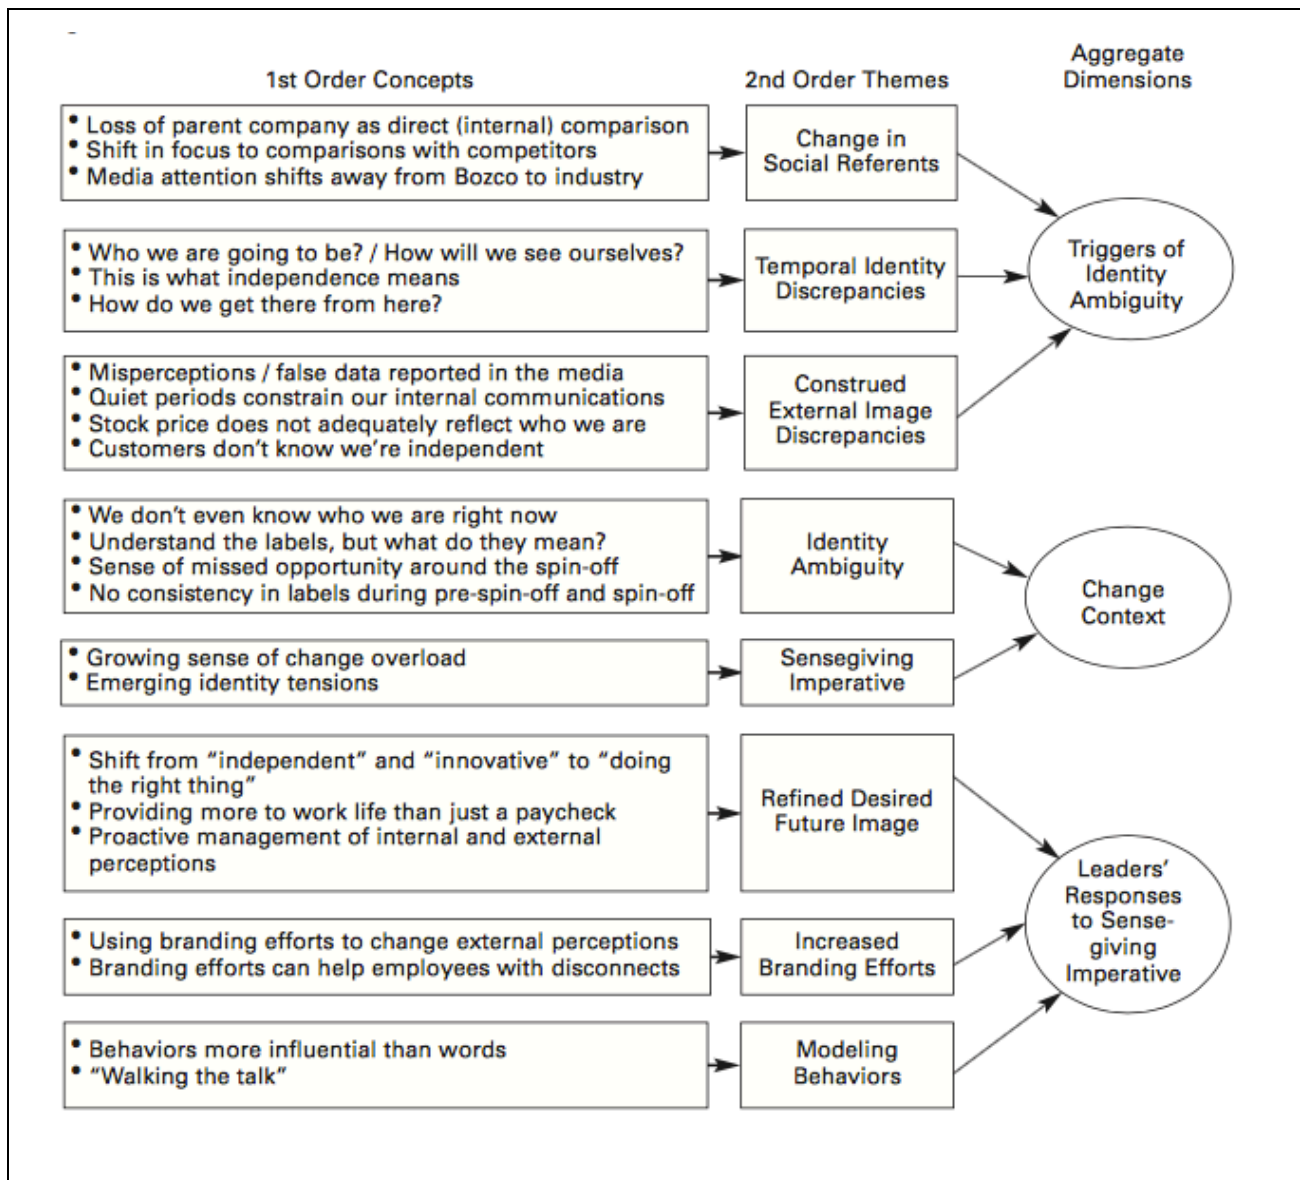 1st Order Concepts
2nd Order Themes
Aggregate
Dimensions
• Loss of parent company as direct (internal) comparison
• Shift in focus to comparisons with competitors
• Media attention shifts away from Bozco to industry
Change in
Social Referents
• Who we are going to be? / How will we see ourselves?
• This is what independence means
• How do we get there from here?
Temporal Identity
Discrepancies
Triggers of
Identity
Ambiguity
• Misperceptions / false data reported in the media
• Quiet periods constrain our internal communications
• Stock price does not adequately reflect who we are
• Customers don’t know we’re independent
Construed
External Image
Discrepancies
• We don’t even know who we are right now
• Understand the labels, but what do they mean?
• Sense of missed opportunity around the spin-off
• No consistency in labels during pre-spin-off and spin-off
Identity
Ambiguity
Change
Context
• Growing sense of change overload
• Emerging identity tensions
Sensegiving
Imperative
• Shift from “independent” and “innovative” to “doing
the right thing”
• Providing more to work life than just a paycheck
• Proactive management of internal and external
perceptions
Refined Desired
Future Image
Leaders’
Responses
to Sense-
giving
Imperative
• Using branding efforts to change external perceptions
• Branding efforts can help employees with disconnects
Increased
Branding Efforts
• Behaviors more influential than words
• “Walking the talk”
Modeling
Behaviors